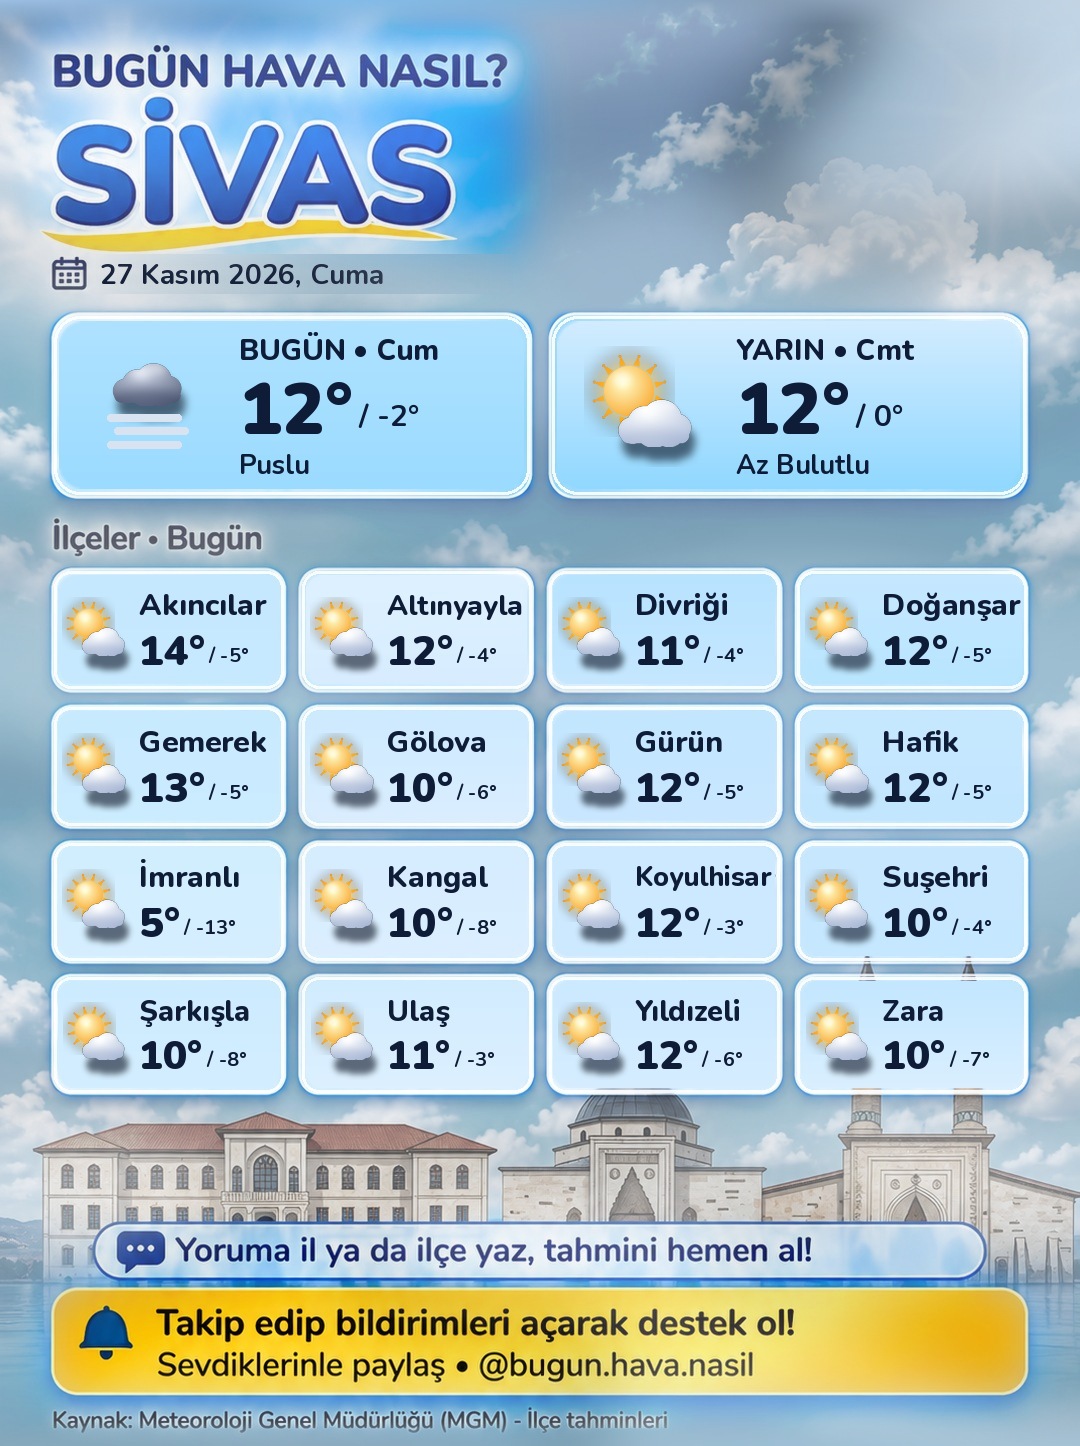 BUGÜN HAVA NASIL?
SİVAS
27 Kasım 2026, Cuma
BUGÜN • Cum
12° / -2°
Puslu
YARIN • Cmt
12° / 0°
Az Bulutlu
İlçeler • Bugün
Akıncılar
14° / -5°
Altınyayla
12° / -4°
Divriği
11° / -4°
Doğanşar
12° / -5°
Gemerek
13° / -5°
Gölova
10° / -6°
Gürün
12° / -5°
Hafik
12° / -5°
İmranlı
5° / -13°
Kangal
10° / -8°
Koyulhisar
12° / -3°
Suşehri
10° / -4°
Şarkışla
10° / -8°
Ulaş
11° / -3°
Yıldızeli
12° / -6°
Zara
10° / -7°
Yoruma il ya da ilçe yaz, tahmini hemen al!
Takip edip bildirimleri açarak destek ol!
Sevdiklerinle paylaş • @bugun.hava.nasil
Kaynak: Meteoroloji Genel Müdürlüğü (MGM) - İlçe tahminleri